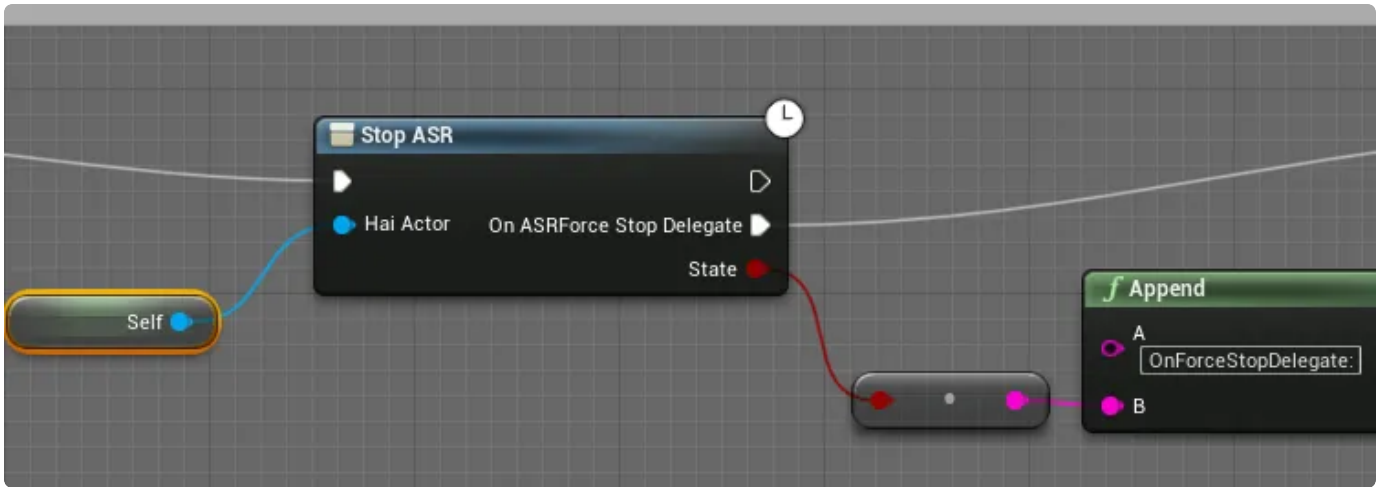 Stop ASR
Hai Actor
On ASRForce Stop Delegate
State
Self
f Append
A
OnForceStopDelegate:
B